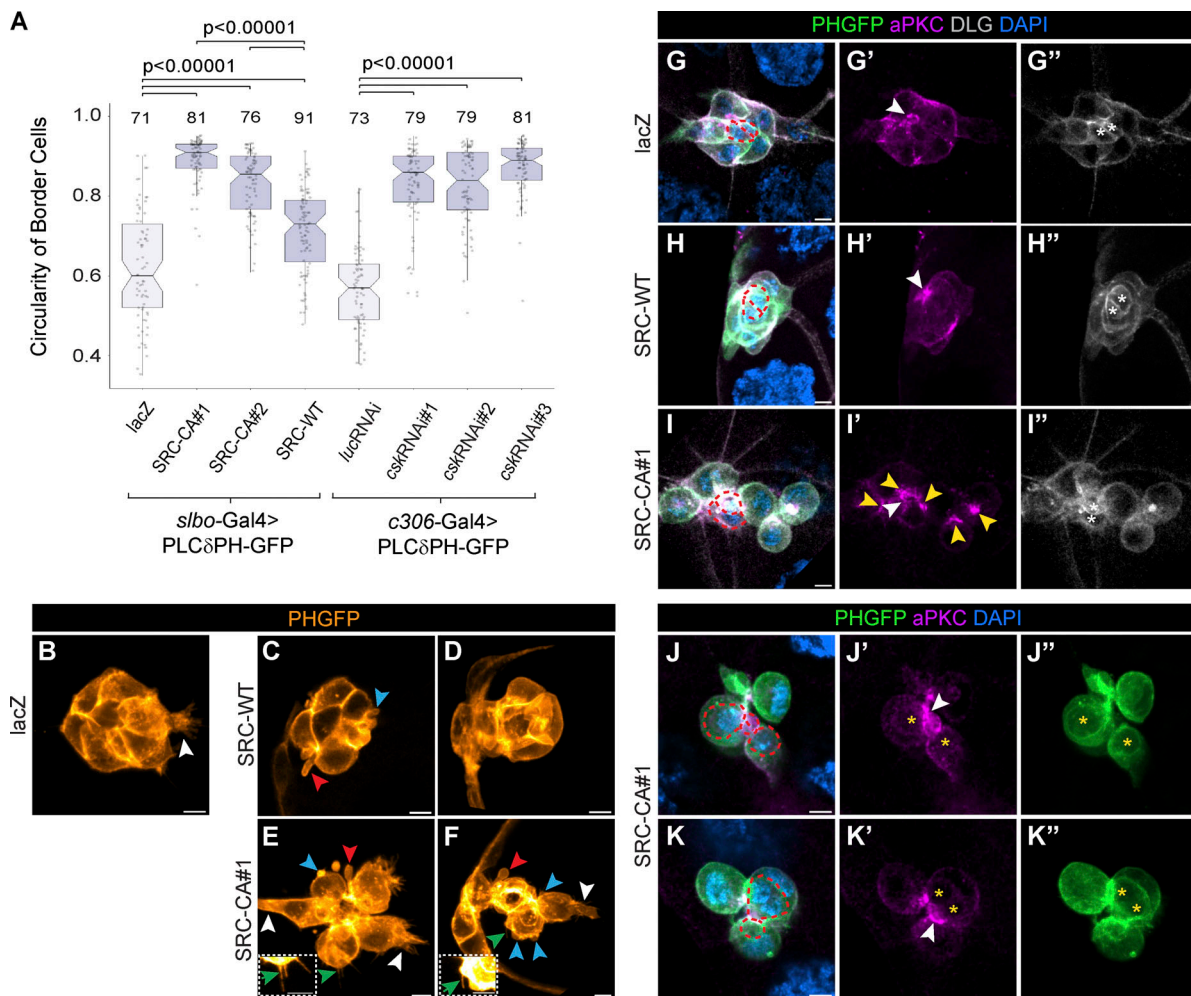 A
p<0.00001
p<0.00001
p<0.00001
71
81
76
91
73
79
79
81
1.0
0.8
0.6
0.4
Circularity of Border Cells
lacZ
SRC-CA#1
SRC-CA#2
SRC-WT
lucRNAi
cskRNAi#1
cskRNAi#2
cskRNAi#3
slbo-Gal4>
PLCδPH-GFP
c306-Gal4>
PLCδPH-GFP
PHGFP
lacZ
B
SRC-WT
C
D
SRC-CA#1
E
F
PHGFP aPKC DLG DAPI
lacZ
G
G’
G”
* *
SRC-WT
H
H’
H”
*
*
SRC-CA#1
I
I’
I”
*
*
PHGFP aPKC DAPI
SRC-CA#1
J
J’
J”
*
*
*
*
K
K’
K”
*
*
*
*